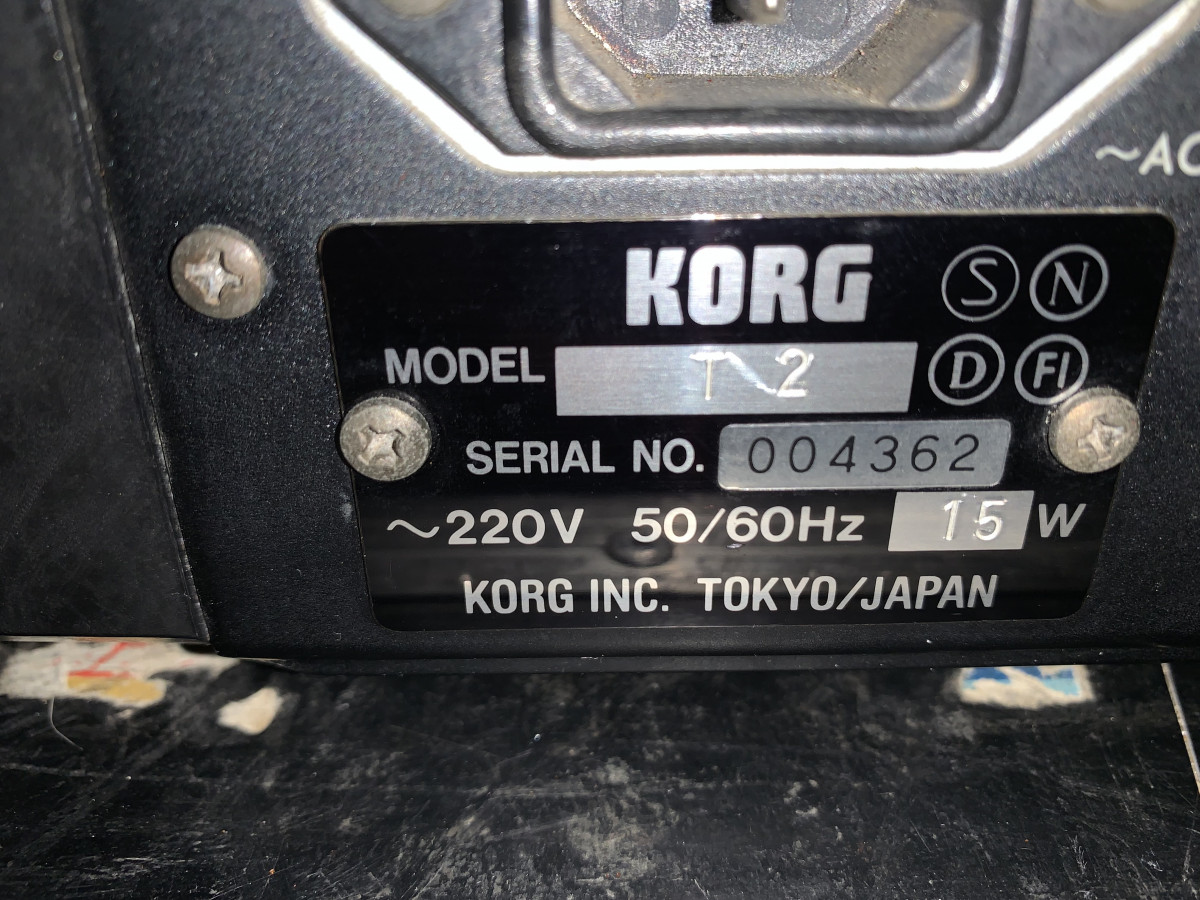 ~AC
KORG S N
MODEL T-2 D FI
SERIAL NO. 004362
~220V 50/60Hz 15 W
KORG INC. TOKYO/JAPAN